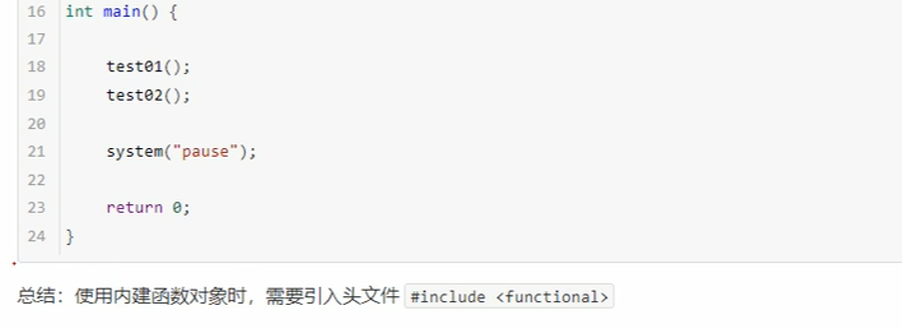 16 int main() {
17
18 test01();
19 test02();
20
21 system("pause");
22
23 return 0;
24 }
总结：使用内建函数对象时，需要引入头文件 #include <functional>